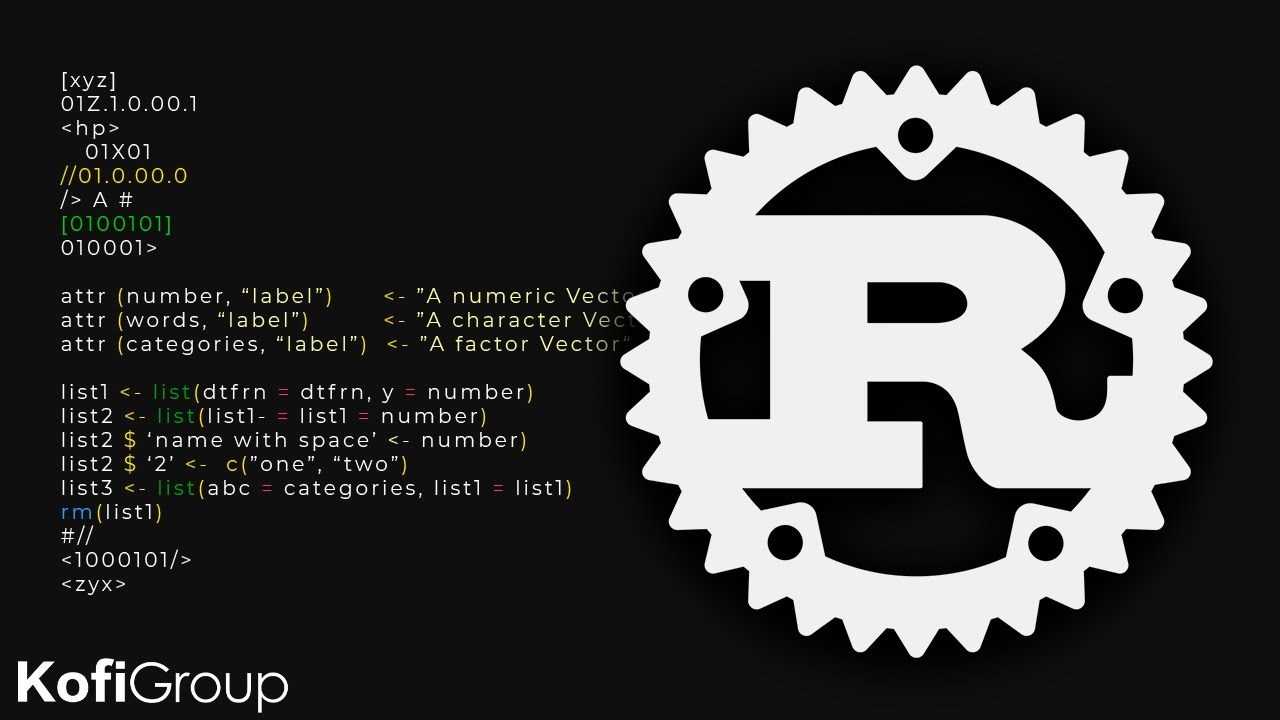 [xyz]
01Z.1.0.00.1
<hp>
01X01
//01.0.00.0
/> A #
[0100101]
010001>
attr (number, “label”) <- ”A numeric Vecto
attr (words, “label”) <- ”A character Vect
attr (categories, “label”) <- ”A factor Vector“
list1 <- list(dtfrn = dtfrn, y = number)
list2 <- list(list1- = list1 = number)
list2 $ ‘name with space’ <- number)
list2 $ ‘2’ <- c(”one”, “two”)
list3 <- list(abc = categories, list1 = list1)
rm(list1)
#//
<1000101/>
<zyx>
R
KofiGroup